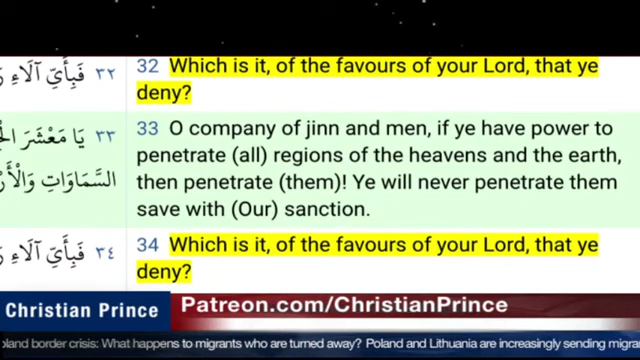 فَبِأَيِّ آلَاءِ ٣٢ 32 Which is it, of the favours of your Lord, that ye
deny?
يَا مَعْشَرَ ٣٣ 33 O company of jinn and men, if ye have power to
السَّمَاوَاتِ penetrate (all) regions of the heavens and the earth,
then penetrate (them)! Ye will never penetrate them
save with (Our) sanction.
فَبِأَيِّ آلَاءِ ٣٤ 34 Which is it, of the favours of your Lord, that ye
deny?
Christian Prince
Patreon.com/ChristianPrince
border crisis: What happens to migrants who are turned away? Poland and Lithuania are increasingly sending